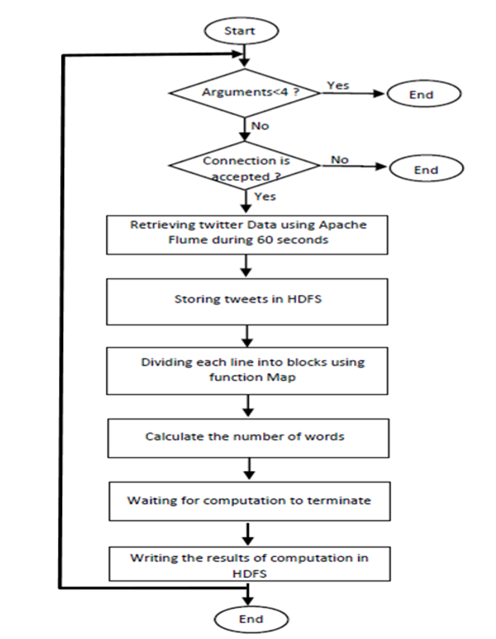 Start
Arguments<4 ?
Yes
End
No
Connection is
accepted ?
No
End
Yes
Retrieving twitter Data using Apache
Flume during 60 seconds
Storing tweets in HDFS
Dividing each line into blocks using
function Map
Calculate the number of words
Waiting for computation to terminate
Writing the results of computation in
HDFS
End